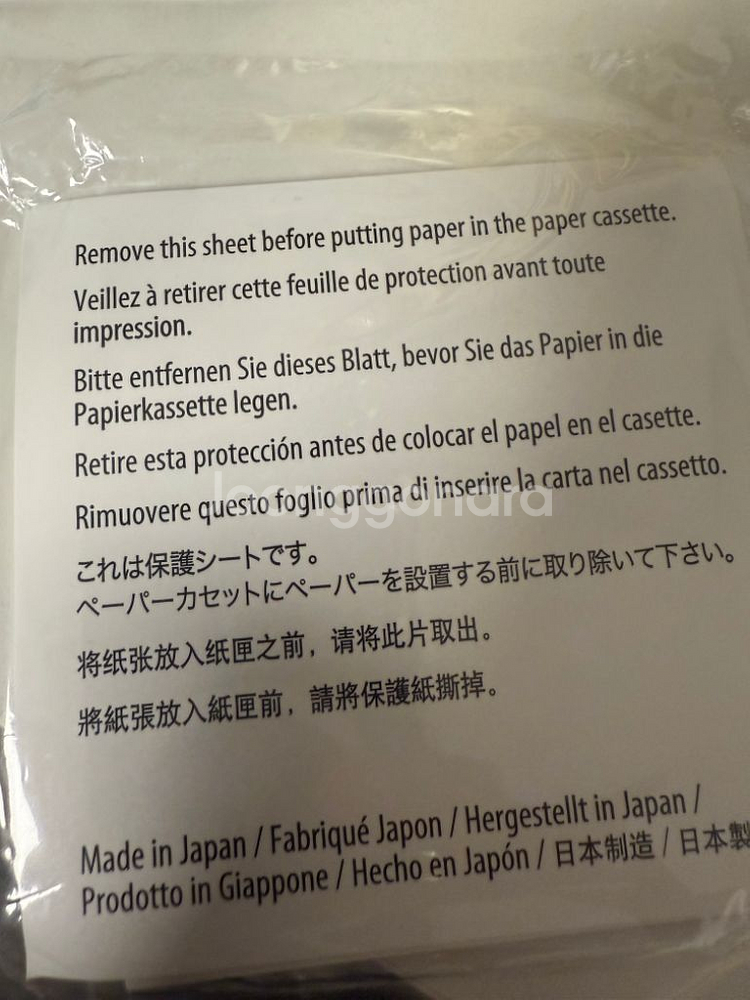 Remove this sheet before putting paper in the paper cassette.
Veillez à retirer cette feuille de protection avant toute
impression.
Bitte entfernen Sie dieses Blatt, bevor Sie das Papier in die
Papierkassette legen.
Retire esta protección antes de colocar el papel en el casette.
Rimuovere questo foglio prima di inserire la carta nel cassetto.
これは保護シートです。
ペーパーカセットにペーパーを設置する前に取り除いて下さい。
将纸张放入纸匣之前，请将此片取出。
將紙張放入紙匣前，請將保護紙撕掉。
Made in Japan / Fabriqué Japon / Hergestellt in Japan /
Prodotto in Giappone / Hecho en Japón / 日本制造 / 日本製